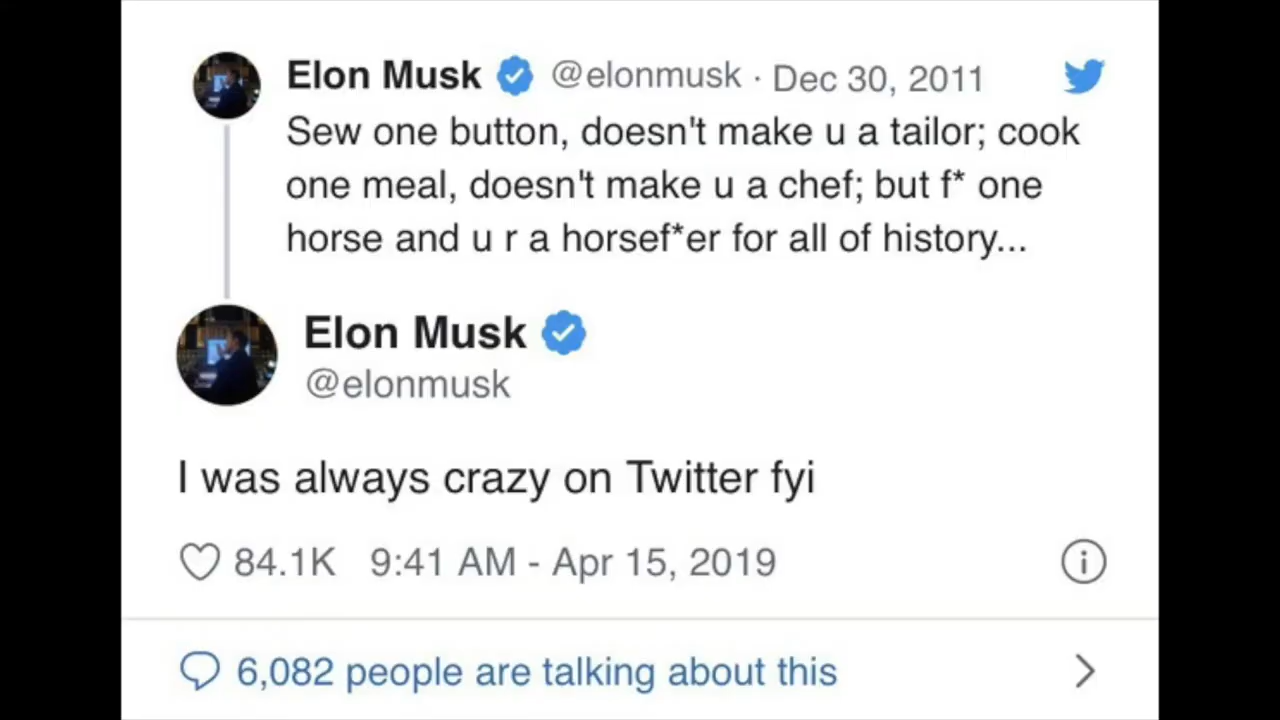 Elon Musk @elonmusk · Dec 30, 2011
Sew one button, doesn't make u a tailor; cook
one meal, doesn't make u a chef; but f* one
horse and u r a horsef*er for all of history...
Elon Musk
@elonmusk
I was always crazy on Twitter fyi
84.1K 9:41 AM - Apr 15, 2019
6,082 people are talking about this